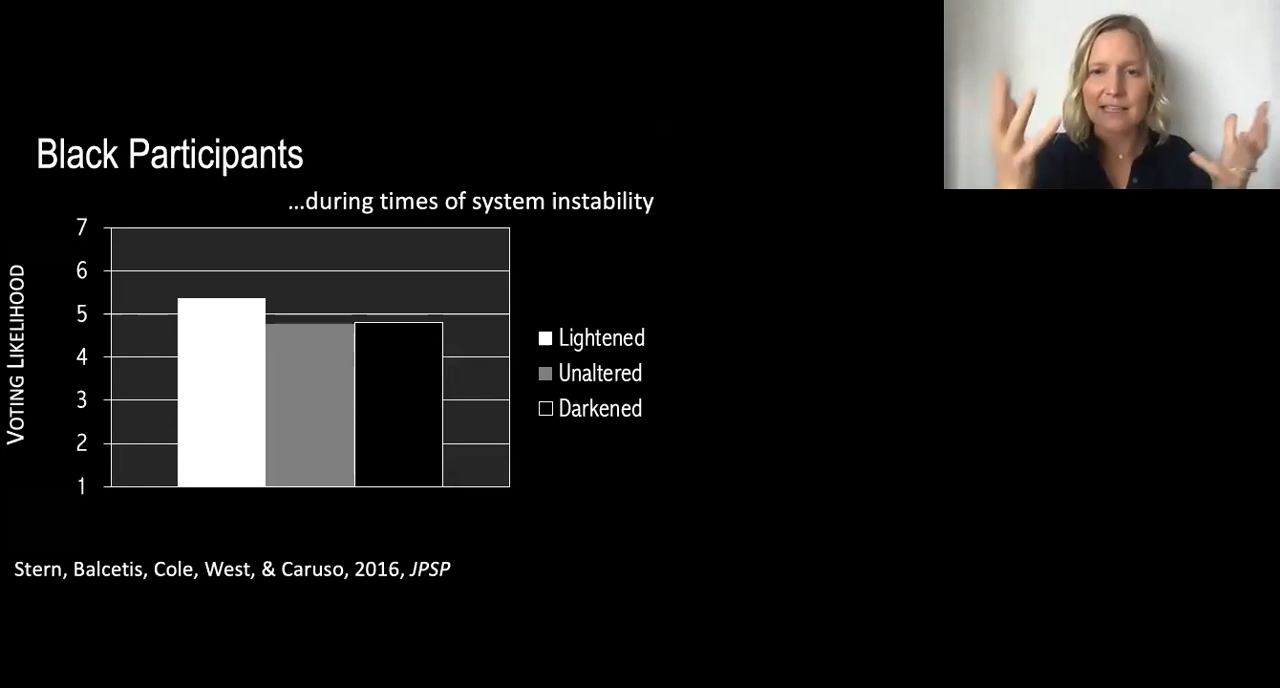 Black Participants
...during times of system instability
7
6
5
4
3
2
1
VOTING LIKELIHOOD
Lightened
Unaltered
Darkened
Stern, Balcetis, Cole, West, & Caruso, 2016, JPSP